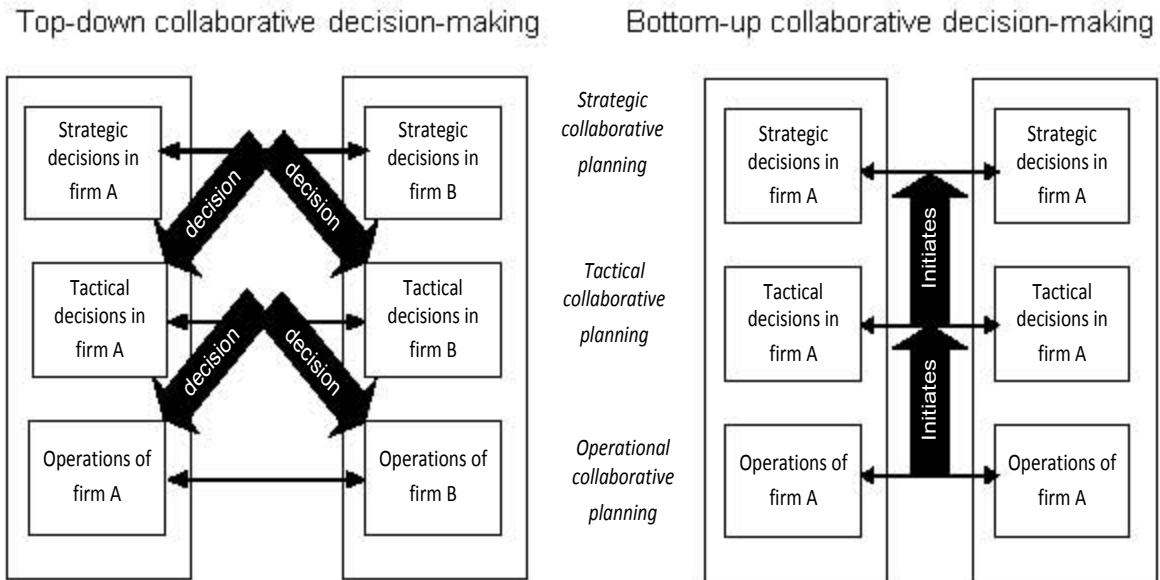 Top-down collaborative decision-making
Strategic
decisions in
firm A
Strategic
decisions in
firm B
decision
decision
Tactical
decisions in
firm A
Tactical
decisions in
firm B
decision
decision
Operations of
firm A
Operations of
firm B
Strategic
collaborative
planning
Tactical
collaborative
planning
Operational
collaborative
planning
Bottom-up collaborative decision-making
Strategic
decisions in
firm A
Strategic
decisions in
firm A
Initiates
Tactical
decisions in
firm A
Tactical
decisions in
firm A
Initiates
Operations of
firm A
Operations of
firm A